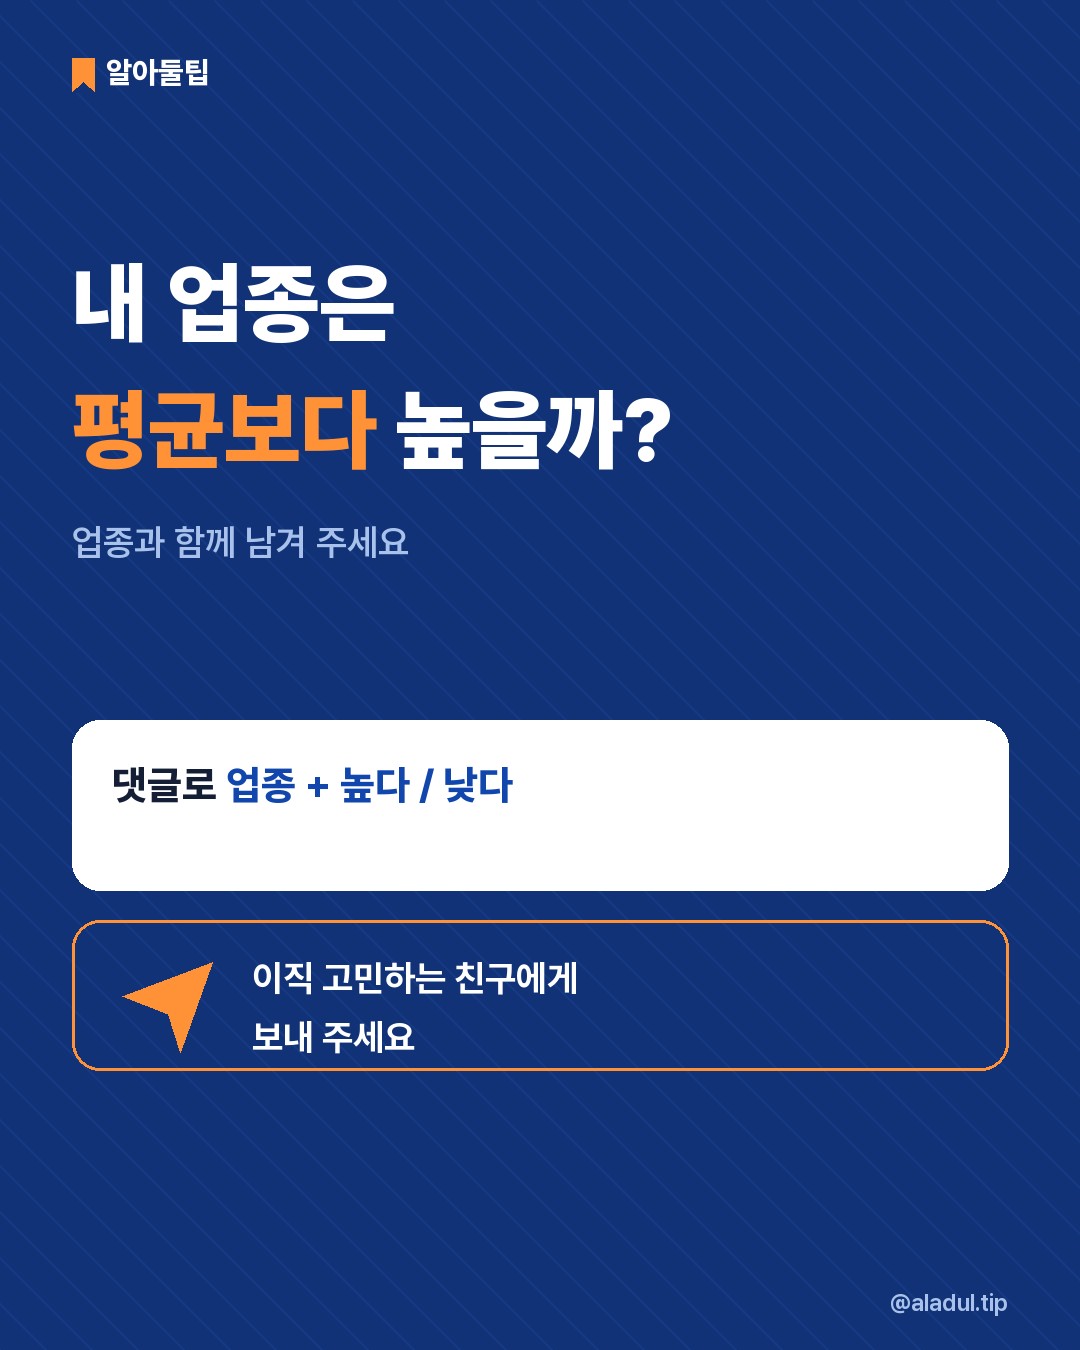 알아둘팁
내 업종은
평균보다 높을까?
업종과 함께 남겨 주세요
댓글로 업종 + 높다 / 낮다
이직 고민하는 친구에게
보내 주세요
@aladul.tip